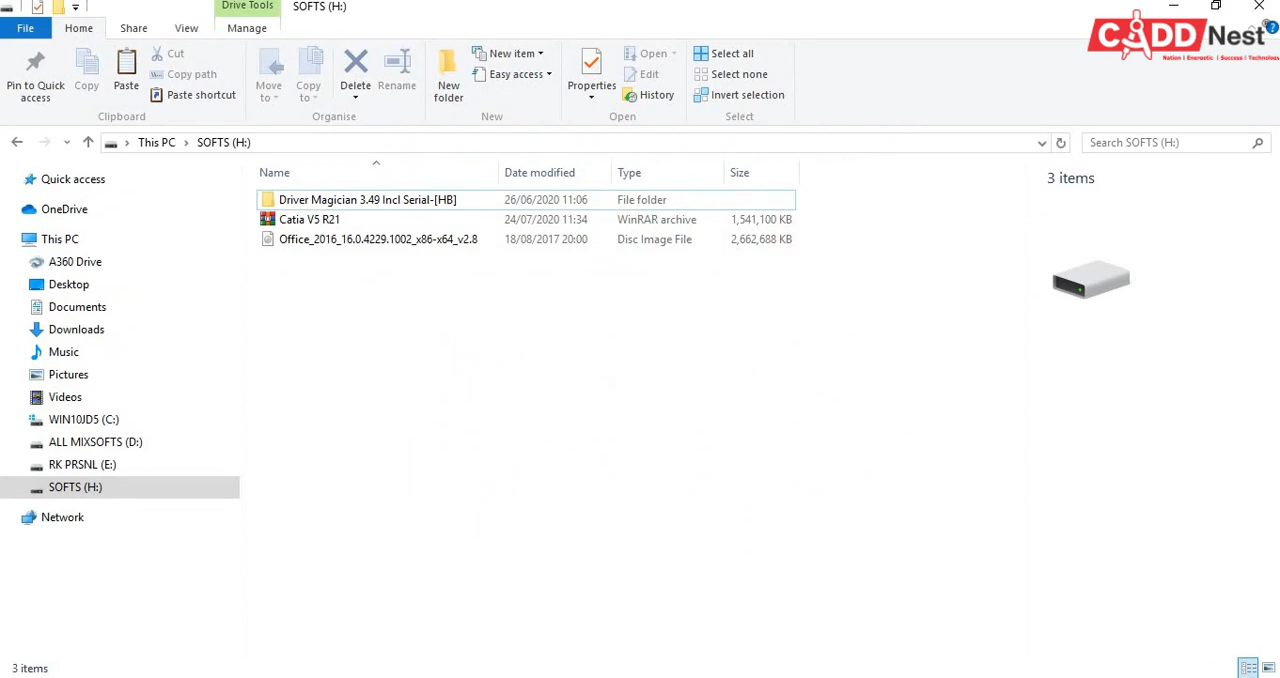 Drive Tools
SOFTS (H:)
File
Home
Share
View
Manage
CADD Nest
Nation | Energetic | Success | Technology
Pin to Quick access
Copy
Paste
Cut
Copy path
Paste shortcut
Clipboard
Move to
Copy to
Delete
Rename
Organise
New folder
New item
Easy access
New
Properties
Open
Edit
History
Open
Select all
Select none
Invert selection
Select
This PC
SOFTS (H:)
Search SOFTS (H:)
Quick access
OneDrive
This PC
A360 Drive
Desktop
Documents
Downloads
Music
Pictures
Videos
WIN10JD5 (C:)
ALL MIXSOFTS (D:)
RK PRSNL (E:)
SOFTS (H:)
Network
Name Date modified Type Size
Driver Magician 3.49 Incl Serial-[HB] 26/06/2020 11:06 File folder
Catia V5 R21 24/07/2020 11:34 WinRAR archive 1,541,100 KB
Office_2016_16.0.4229.1002_x86-x64_v2.8 18/08/2017 20:00 Disc Image File 2,662,688 KB
3 items
3 items